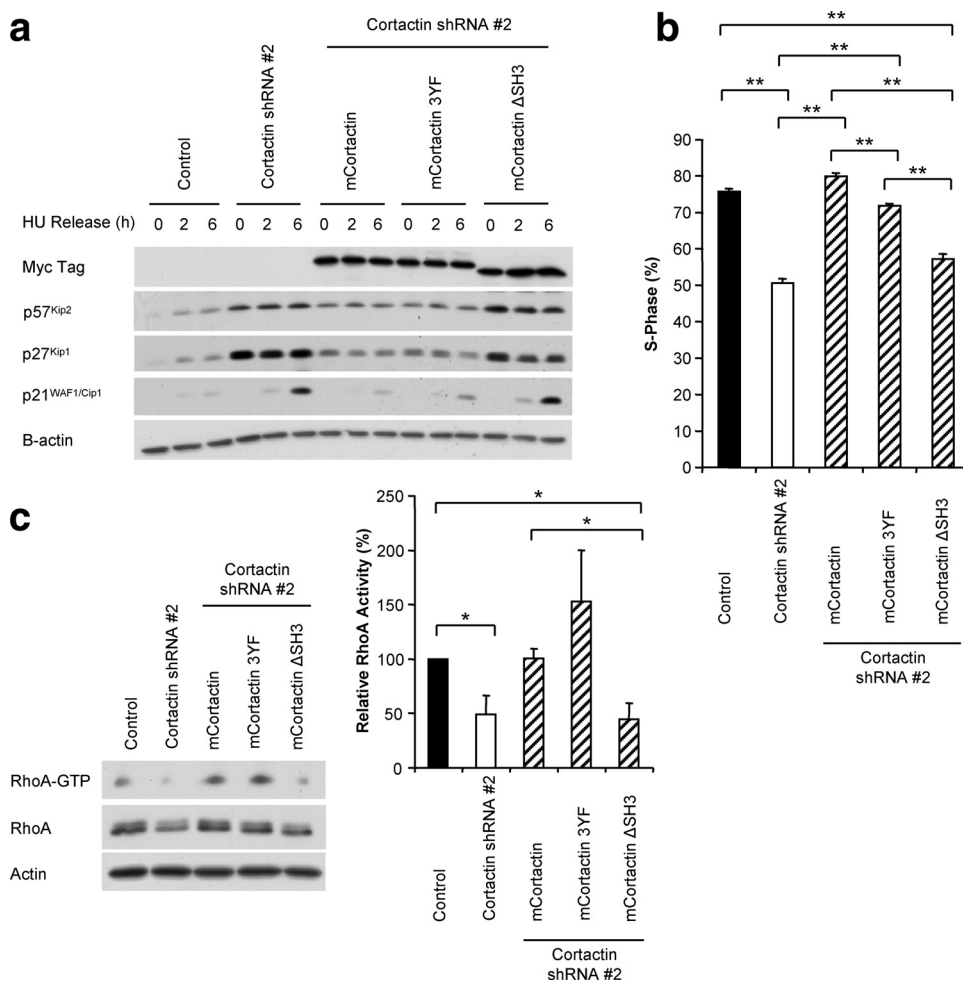 a
Cortactin shRNA #2
Control
Cortactin shRNA #2
mCortactin
mCortactin 3YF
mCortactin ΔSH3
HU Release (h) 0 2 6 0 2 6 0 2 6 0 2 6 0 2 6
Myc Tag
p57Kip2
p27Kip1
p21WAF1/Cip1
B-actin
b
**
**
** **
**
**
**
S-Phase (%)
90
80
70
60
50
40
30
20
10
0
Control
Cortactin shRNA #2
mCortactin
mCortactin 3YF
mCortactin ΔSH3
Cortactin
shRNA #2
c
Cortactin
shRNA #2
Control
Cortactin shRNA #2
mCortactin
mCortactin 3YF
mCortactin ΔSH3
RhoA-GTP
RhoA
Actin
Relative RhoA Activity (%)
250
200
150
100
50
0
*
*
*
Control
Cortactin shRNA #2
mCortactin
mCortactin 3YF
mCortactin ΔSH3
Cortactin
shRNA #2